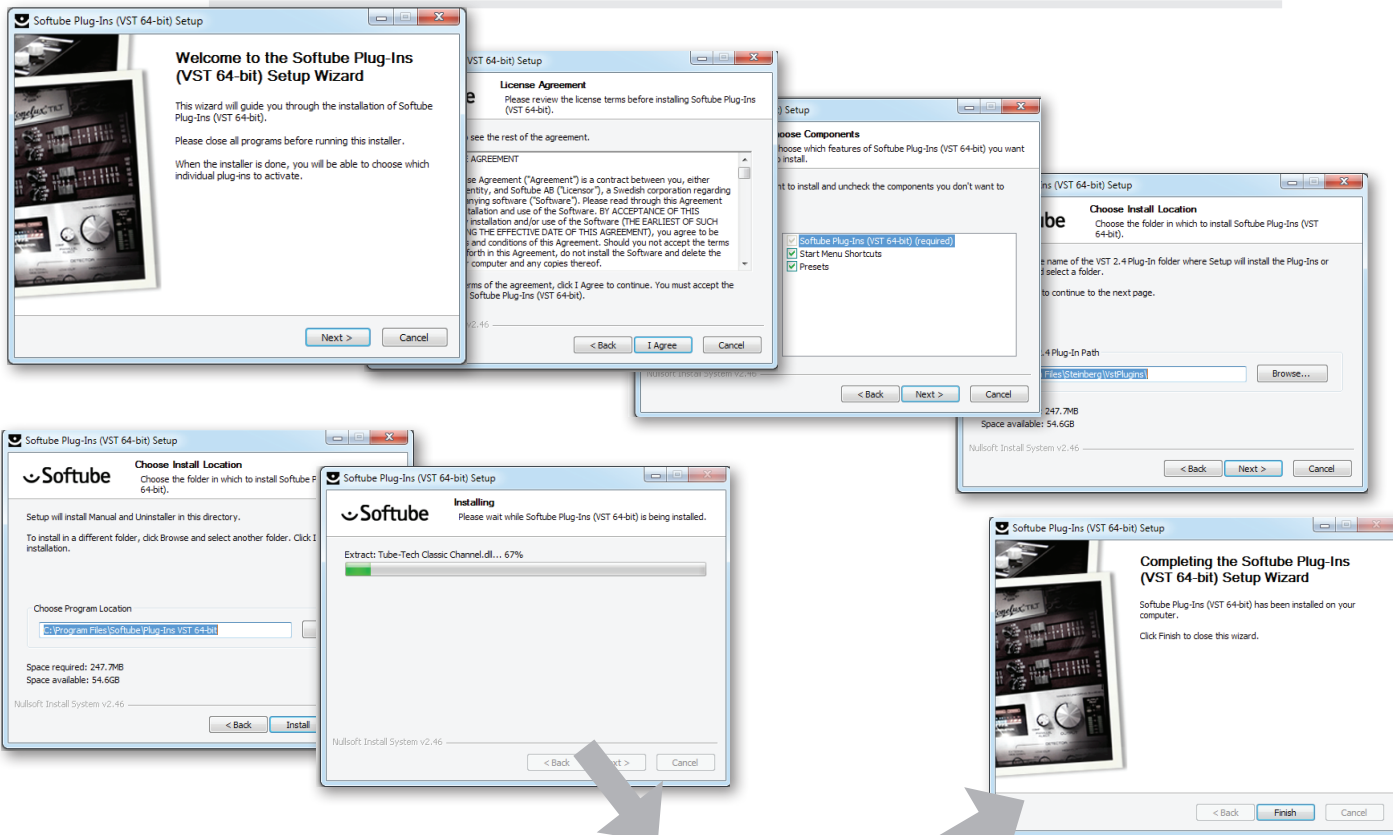 Softube Plug-Ins (VST 64-bit) Setup
Welcome to the Softube Plug-Ins
(VST 64-bit) Setup Wizard
This wizard will guide you through the installation of Softube
Plug-Ins (VST 64-bit).
Please close all programs before running this installer.
When the installer is done, you will be able to choose which
individual plug-ins to activate.
Next >
Cancel
VST 64-bit) Setup
License Agreement
Please review the license terms before installing Softube Plug-Ins
(VST 64-bit).
see the rest of the agreement.
AGREEMENT
se Agreement ("Agreement") is a contract between you, either
entity, and Softube AB ("Licensor"), a Swedish corporation regarding
anying software ("Software"). Please read through this Agreement
tallation and use of the Software. BY ACCEPTANCE OF THIS
installation and/or use of the Software (THE EARLIEST OF SUCH
NG THE EFFECTIVE DATE OF THIS AGREEMENT), you agree to be
s and conditions of this Agreement. Should you not accept the terms
forth in this Agreement, do not install the Software and delete the
computer and any copies thereof.
rms of the agreement, click I Agree to continue. You must accept the
Softube Plug-Ins (VST 64-bit).
v2.46
< Back
I Agree
Cancel
) Setup
oose Components
hoose which features of Softube Plug-Ins (VST 64-bit) you want
o install.
nt to install and uncheck the components you don't want to
Softube Plug-Ins (VST 64-bit) (required)
Start Menu Shortcuts
Presets
Nullsoft Install System v2.46
< Back
Next >
Cancel
ns (VST 64-bit) Setup
ube
Choose Install Location
Choose the folder in which to install Softube Plug-Ins (VST
64-bit).
e name of the VST 2.4 Plug-In folder where Setup will install the Plug-Ins or
d select a folder.
to continue to the next page.
.4 Plug-In Path
Files\Steinberg\VstPlugins\
Browse...
247.7MB
Space available: 54.6GB
Nullsoft Install System v2.46
< Back
Next >
Cancel
Softube Plug-Ins (VST 64-bit) Setup
Softube
Choose Install Location
Choose the folder in which to install Softube P
64-bit).
Setup will install Manual and Uninstaller in this directory.
To install in a different folder, click Browse and select another folder. Click I
installation.
Choose Program Location
C:\Program Files\Softube\Plug-Ins VST 64-bit
Space required: 247.7MB
Space available: 54.6GB
Nullsoft Install System v2.46
< Back
Install
Softube Plug-Ins (VST 64-bit) Setup
Softube
Installing
Please wait while Softube Plug-Ins (VST 64-bit) is being installed.
Extract: Tube-Tech Classic Channel.dll... 67%
Nullsoft Install System v2.46
< Back
xt >
Cancel
Softube Plug-Ins (VST 64-bit) Setup
Completing the Softube Plug-Ins
(VST 64-bit) Setup Wizard
Softube Plug-Ins (VST 64-bit) has been installed on your
computer.
Click Finish to close this wizard.
< Back
Finish
Cancel